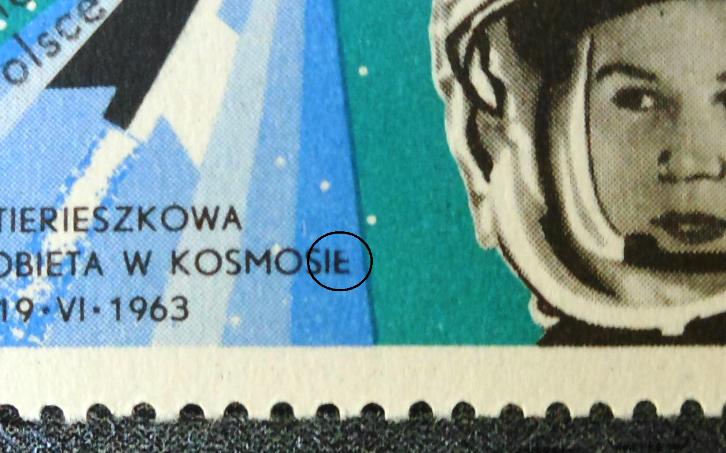 olsce
TIERIESZKOWA
OBIETA W KOSMOSIE
19·VI·1963